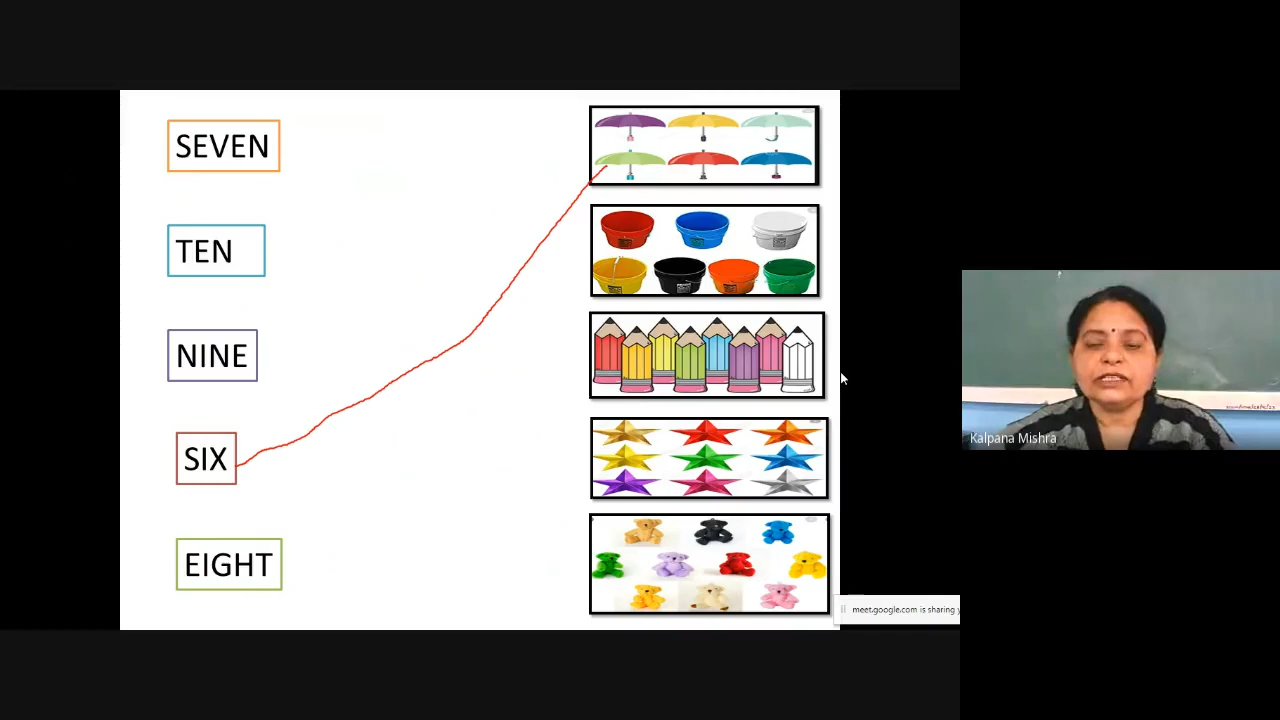 SEVEN
TEN
NINE
SIX
EIGHT
Kalpana Mishra
meet.google.com is sharing y